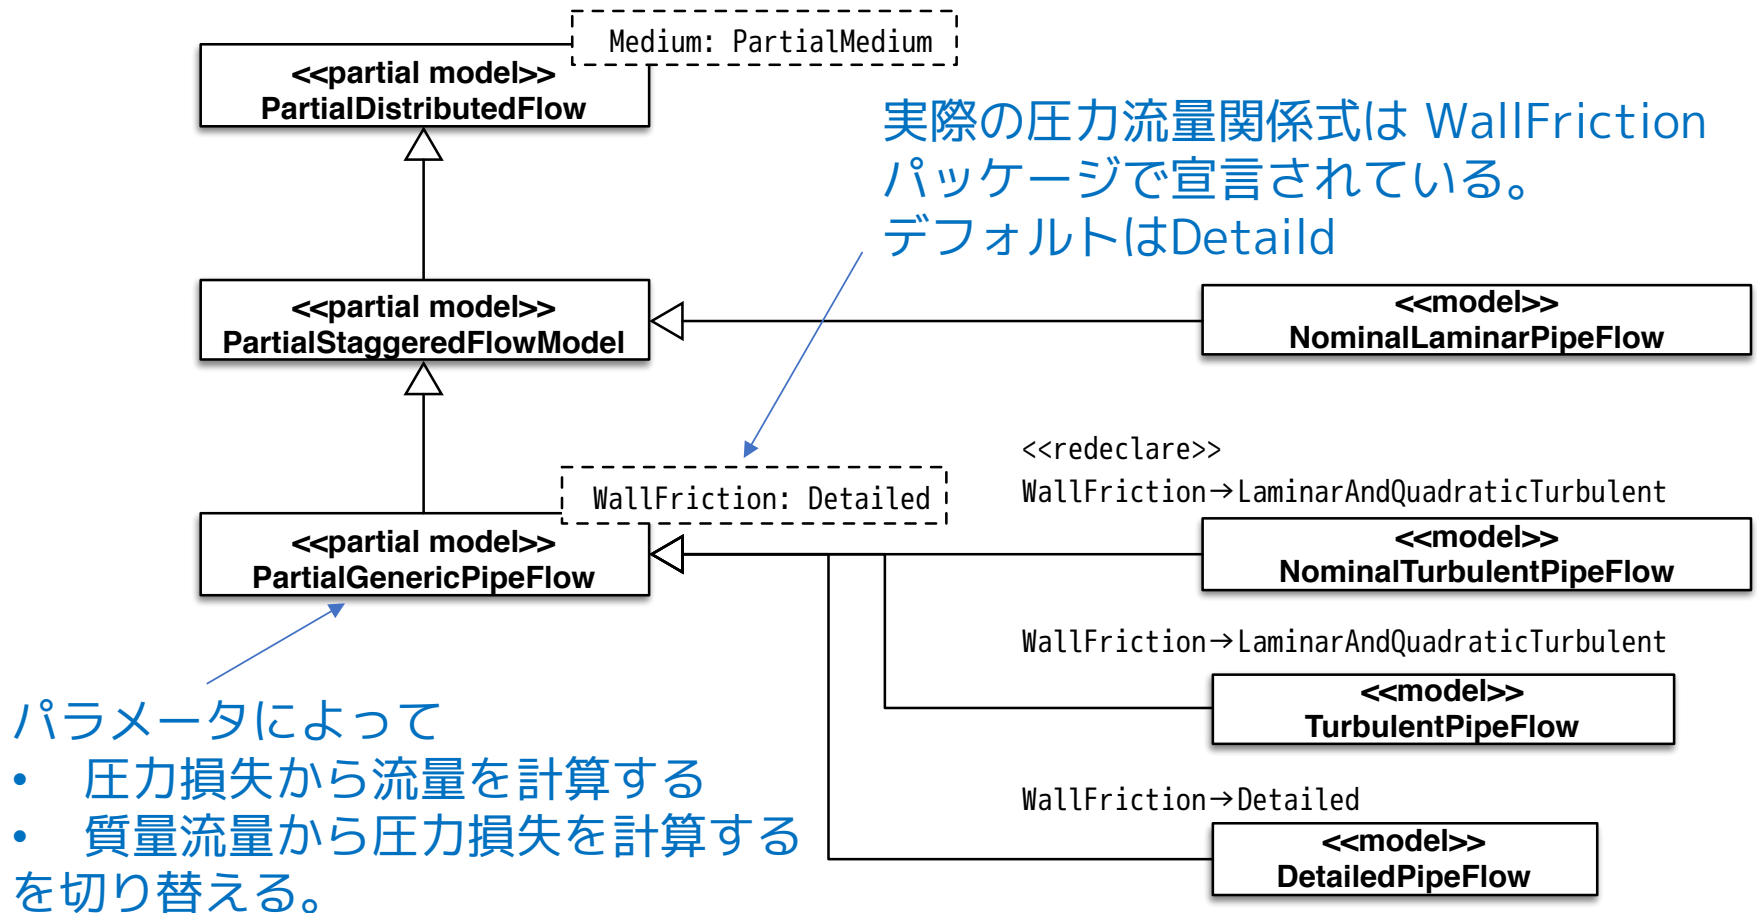 Medium: PartialMedium
<<partial model>>
PartialDistributedFlow
実際の圧力流量関係式は WallFriction
パッケージで宣言されている。
デフォルトはDetaild
<<partial model>>
PartialStaggeredFlowModel
<<model>>
NominalLaminarPipeFlow
<<redeclare>>
WallFriction→LaminarAndQuadraticTurbulent
WallFriction: Detailed
<<partial model>>
PartialGenericPipeFlow
<<model>>
NominalTurbulentPipeFlow
WallFriction→LaminarAndQuadraticTurbulent
<<model>>
TurbulentPipeFlow
パラメータによって
• 圧力損失から流量を計算する
• 質量流量から圧力損失を計算する
を切り替える。
WallFriction→Detailed
<<model>>
DetailedPipeFlow